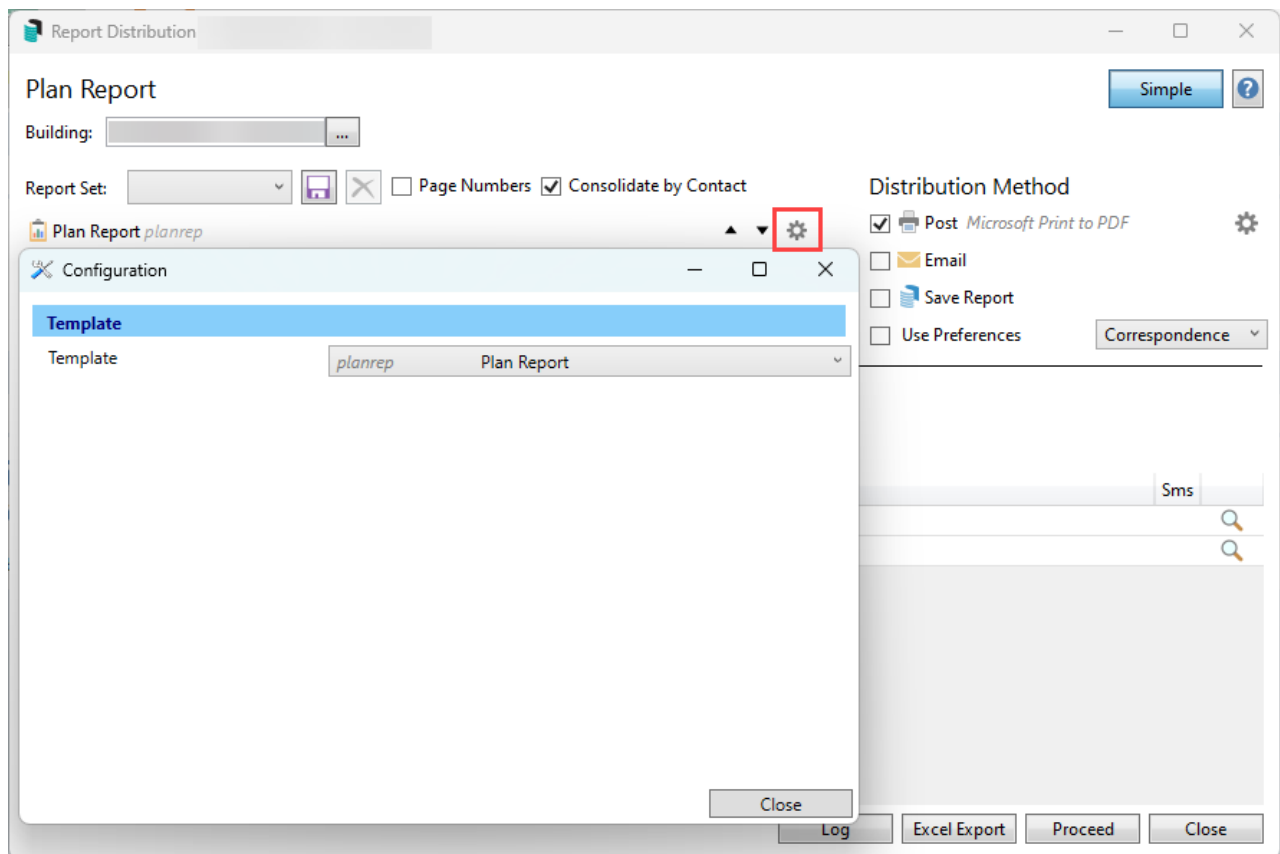 Report Distribution
Plan Report
Simple
Building:
...
Report Set:
Page Numbers
Consolidate by Contact
Distribution Method
Plan Report planrep
Post Microsoft Print to PDF
Configuration
Email
Save Report
Template
Use Preferences
Correspondence
Template
planrep Plan Report
Sms
Close
Log
Excel Export
Proceed
Close